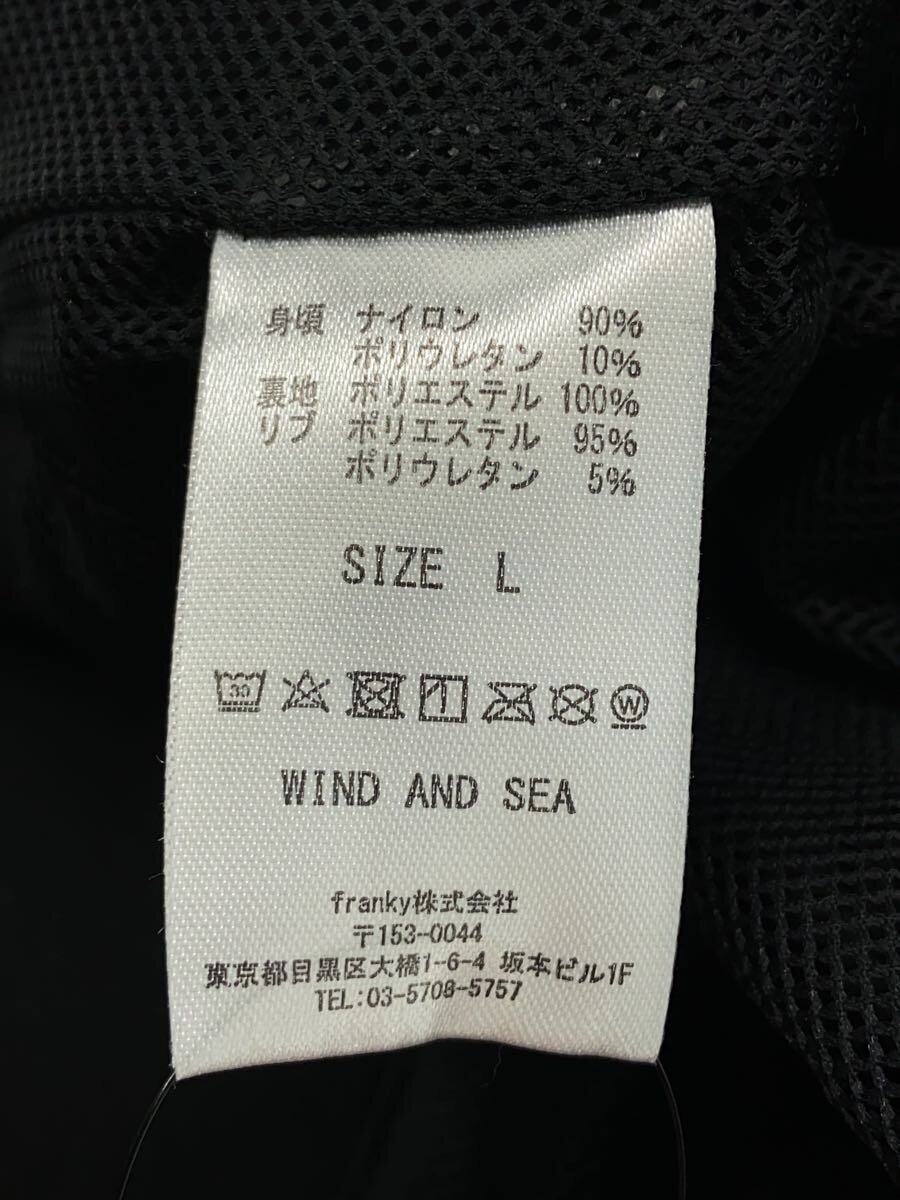 身頃 ナイロン 90%
ポリウレタン 10%
裏地 ポリエステル 100%
リブ ポリエステル 95%
ポリウレタン 5%
SIZE L
30 W
WIND AND SEA
franky株式会社
〒153-0044
東京都目黒区大橋1-6-4 坂本ビル1F
TEL:03-5708-5757